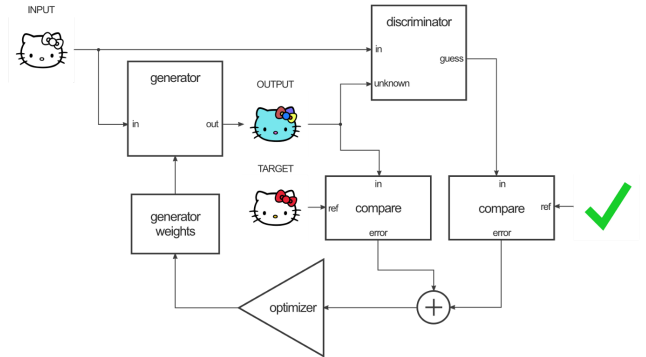 INPUT
discriminator
in
guess
unknown
generator
in
out
OUTPUT
TARGET
in
ref
compare
error
in
compare
ref
error
generator
weights
optimizer
+